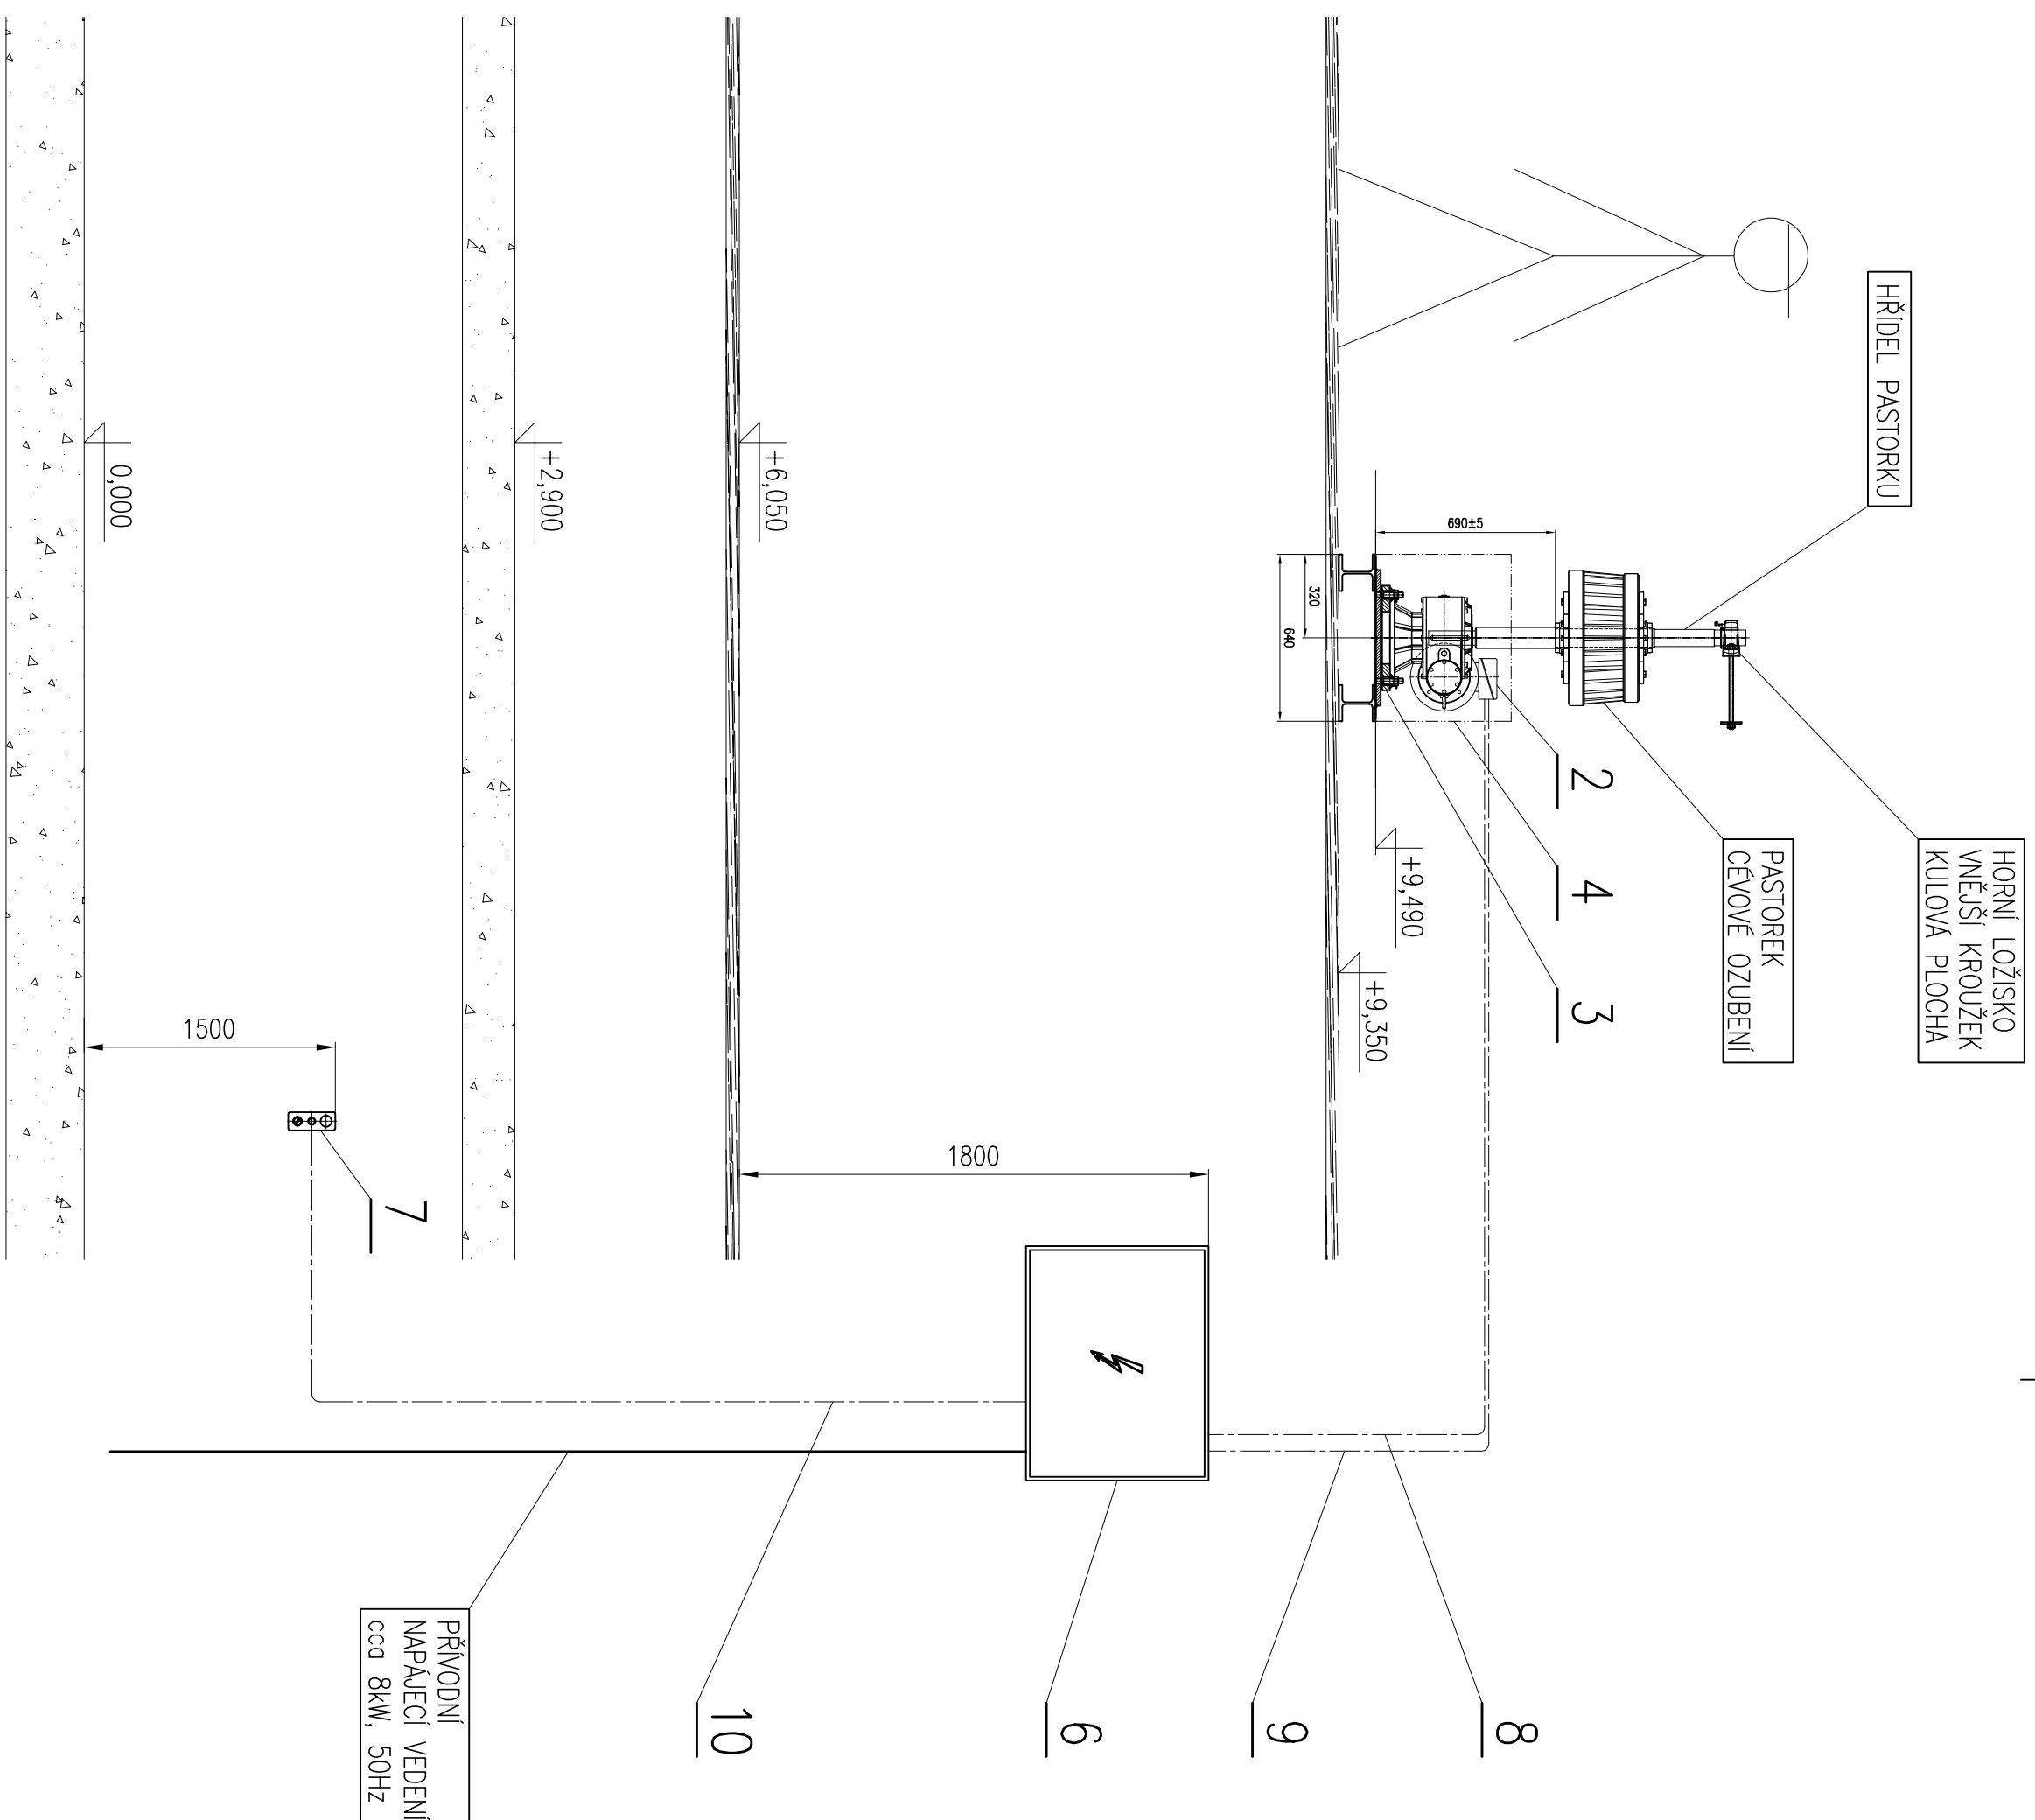 HŘÍDEL PASTORKU
HORNÍ LOŽISKO
VNĚJŠÍ KROUŽEK
KULOVÁ PLOCHA
PASTOREK
CÉVOVÉ OZUBENÍ
2
4
3
690±5
320
640
+9,490
+9,350
+6,050
+2,900
0,000
1800
1500
7
8
9
6
10
PŘÍVODNÍ
NAPÁJECÍ VEDENÍ
cca 8kW, 50Hz